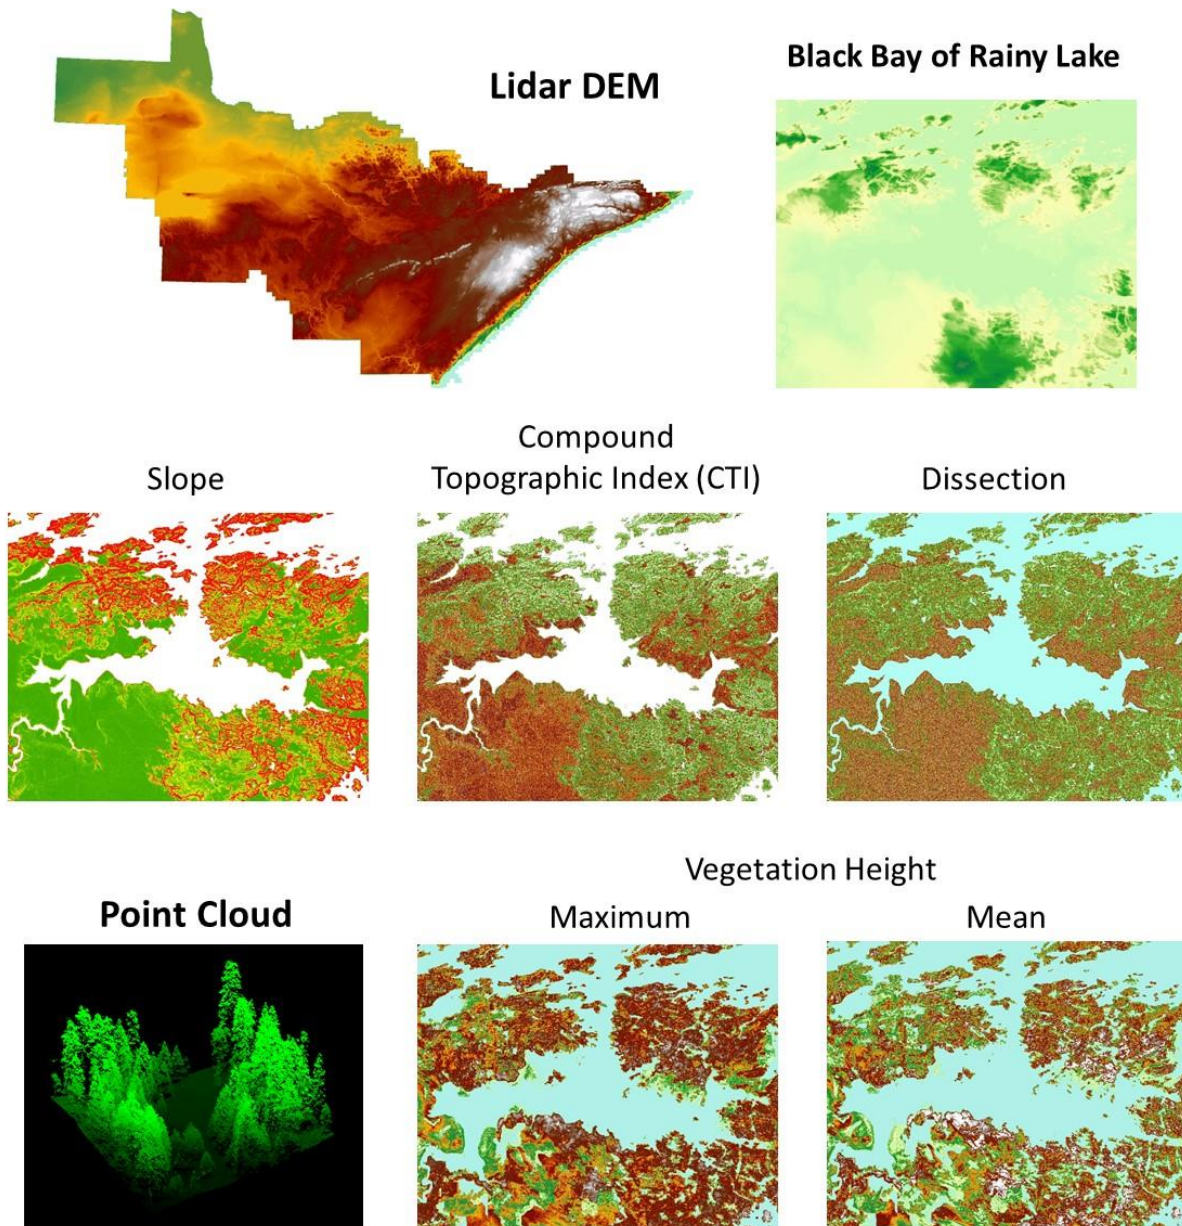 Lidar DEM
Black Bay of Rainy Lake
Slope
Compound
Topographic Index (CTI)
Dissection
Vegetation Height
Point Cloud
Maximum
Mean